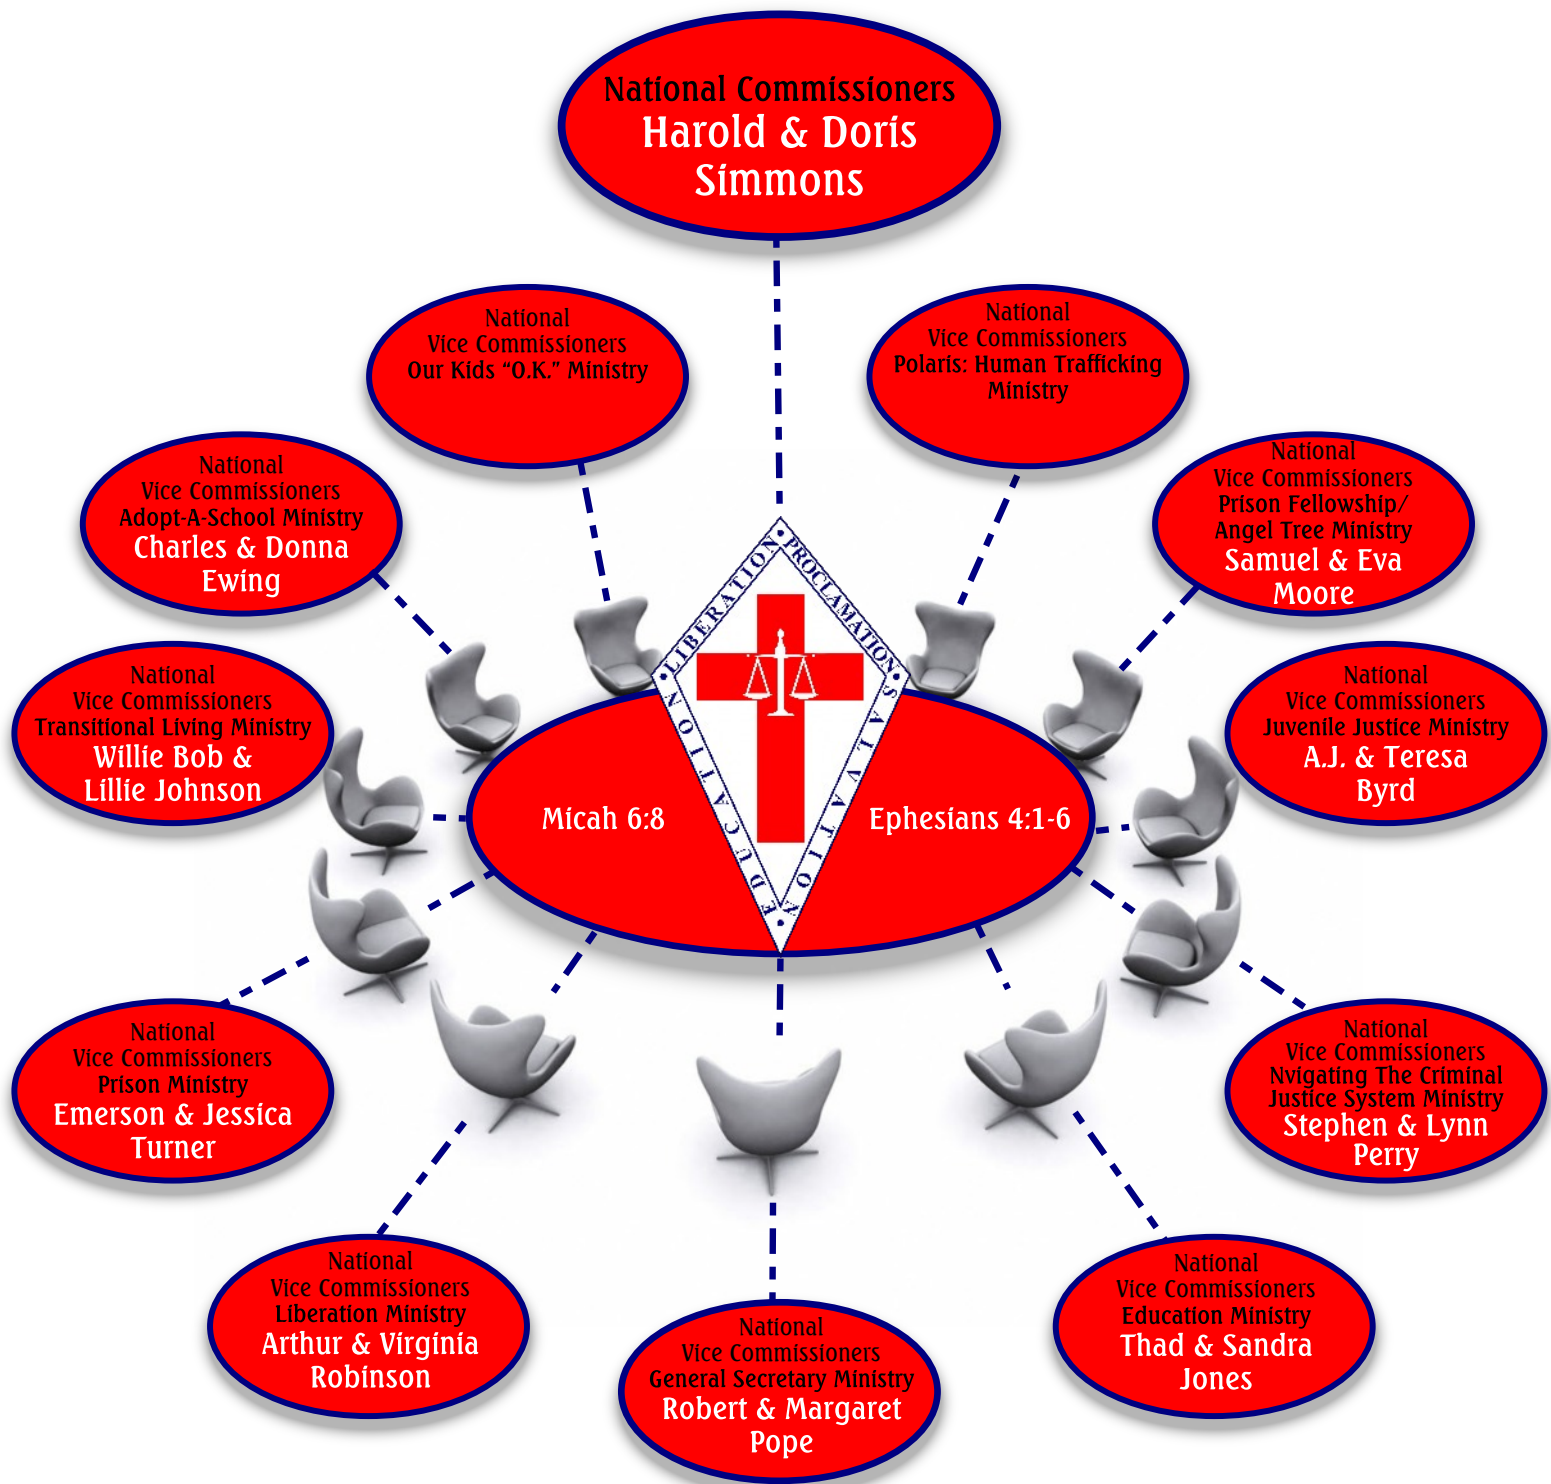 National Commissioners
Harold & Doris
Simmons
National
Vice Commissioners
Our Kids “O.K.” Ministry
National
Vice Commissioners
Polaris: Human Trafficking
Ministry
National
Vice Commissioners
Adopt-A-School Ministry
Charles & Donna
Ewing
National
Vice Commissioners
Prison Fellowship/
Angel Tree Ministry
Samuel & Eva
Moore
National
Vice Commissioners
Transitional Living Ministry
Willie Bob &
Lillie Johnson
National
Vice Commissioners
Juvenile Justice Ministry
A.J. & Teresa
Byrd
LIBERATION
PROCLAMATION
EDUCATION
SALVATION
Micah 6:8
Ephesians 4:1-6
National
Vice Commissioners
Prison Ministry
Emerson & Jessica
Turner
National
Vice Commissioners
Nvigating The Criminal
Justice System Ministry
Stephen & Lynn
Perry
National
Vice Commissioners
Liberation Ministry
Arthur & Virginia
Robinson
National
Vice Commissioners
General Secretary Ministry
Robert & Margaret
Pope
National
Vice Commissioners
Education Ministry
Thad & Sandra
Jones